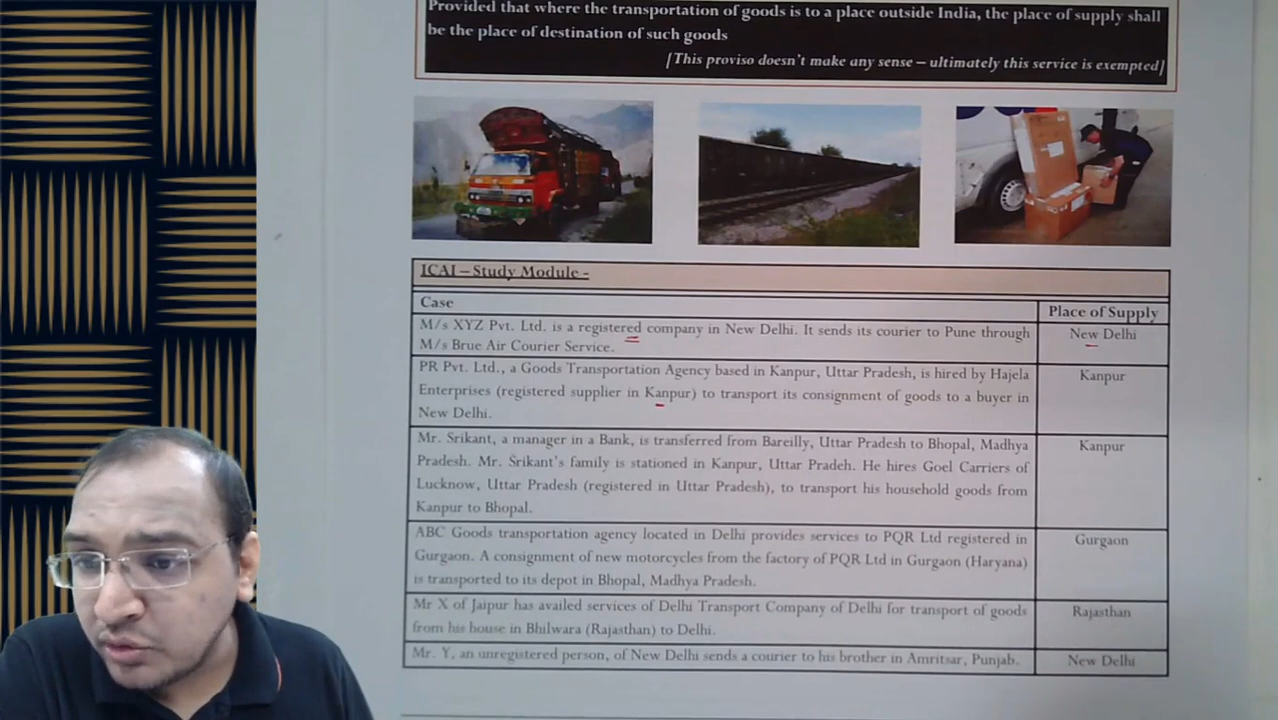 Provided that where the transportation of goods is to a place outside India, the place of supply shall
be the place of destination of such goods
[This proviso doesn't make any sense – ultimately this service is exempted]
ICAI – Study Module -
Case
Place of Supply
M/s XYZ Pvt. Ltd. is a registered company in New Delhi. It sends its courier to Pune through
M/s Brue Air Courier Service.
New Delhi
PR Pvt. Ltd., a Goods Transportation Agency based in Kanpur, Uttar Pradesh, is hired by Hajela
Enterprises (registered supplier in Kanpur) to transport its consignment of goods to a buyer in
New Delhi.
Kanpur
Mr. Srikant, a manager in a Bank, is transferred from Bareilly, Uttar Pradesh to Bhopal, Madhya
Pradesh. Mr. Srikant's family is stationed in Kanpur, Uttar Pradeh. He hires Goel Carriers of
Lucknow, Uttar Pradesh (registered in Uttar Pradesh), to transport his household goods from
Kanpur to Bhopal.
Kanpur
ABC Goods transportation agency located in Delhi provides services to PQR Ltd registered in
Gurgaon. A consignment of new motorcycles from the factory of PQR Ltd in Gurgaon (Haryana)
is transported to its depot in Bhopal, Madhya Pradesh.
Gurgaon
Mr X of Jaipur has availed services of Delhi Transport Company of Delhi for transport of goods
from his house in Bhilwara (Rajasthan) to Delhi.
Rajasthan
Mr. Y, an unregistered person, of New Delhi sends a courier to his brother in Amritsar, Punjab.
New Delhi